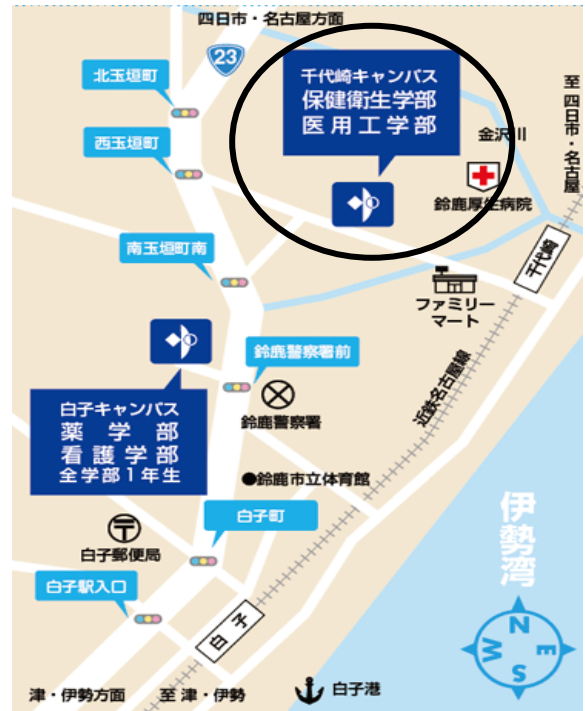 四日市・名古屋方面
23
北玉垣町
千代崎キャンパス
保健衛生学部
医用工学部
至四日市・名古屋
西玉垣町
金沢川
鈴鹿厚生病院
南玉垣町南
千代崎
ファミリー
マート
鈴鹿警察署前
近鉄名古屋線
白子キャンパス
薬学部
看護学部
全学部1年生
鈴鹿警察署
●鈴鹿市立体育館
白子町
伊勢湾
〒
白子郵便局
白子駅入口
白子
N
W
E
S
津・伊勢方面
至 津・伊勢
白子港